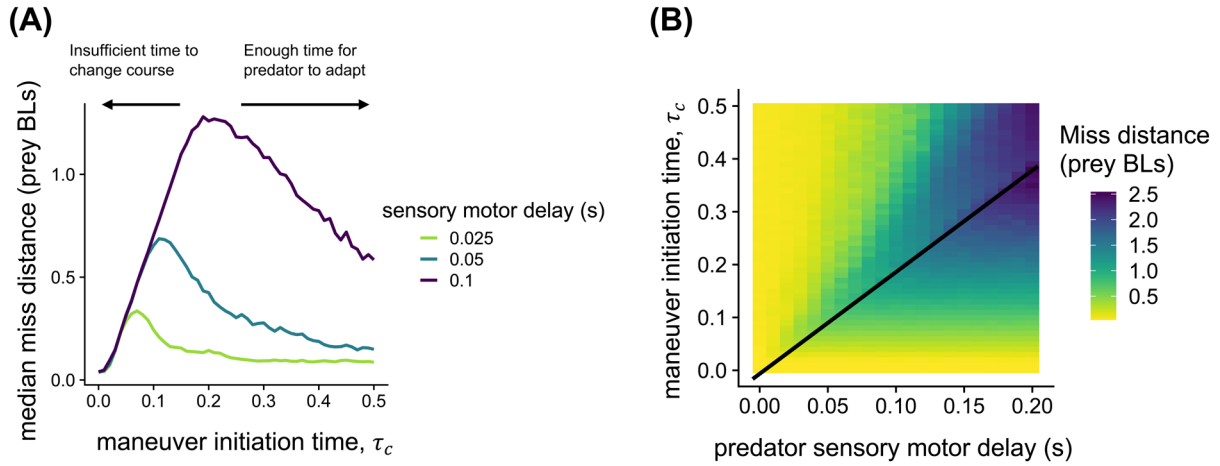 (A)
Insufficient time to
change course
Enough time for
predator to adapt
median miss distance (prey BLs)
1.0
0.5
0.0
0.0 0.1 0.2 0.3 0.4 0.5
maneuver initiation time, τc
sensory motor delay (s)
0.025
0.05
0.1
(B)
maneuver initiation time, τc
0.5
0.4
0.3
0.2
0.1
0.0
0.00 0.05 0.10 0.15 0.20
predator sensory motor delay (s)
Miss distance
(prey BLs)
2.5
2.0
1.5
1.0
0.5